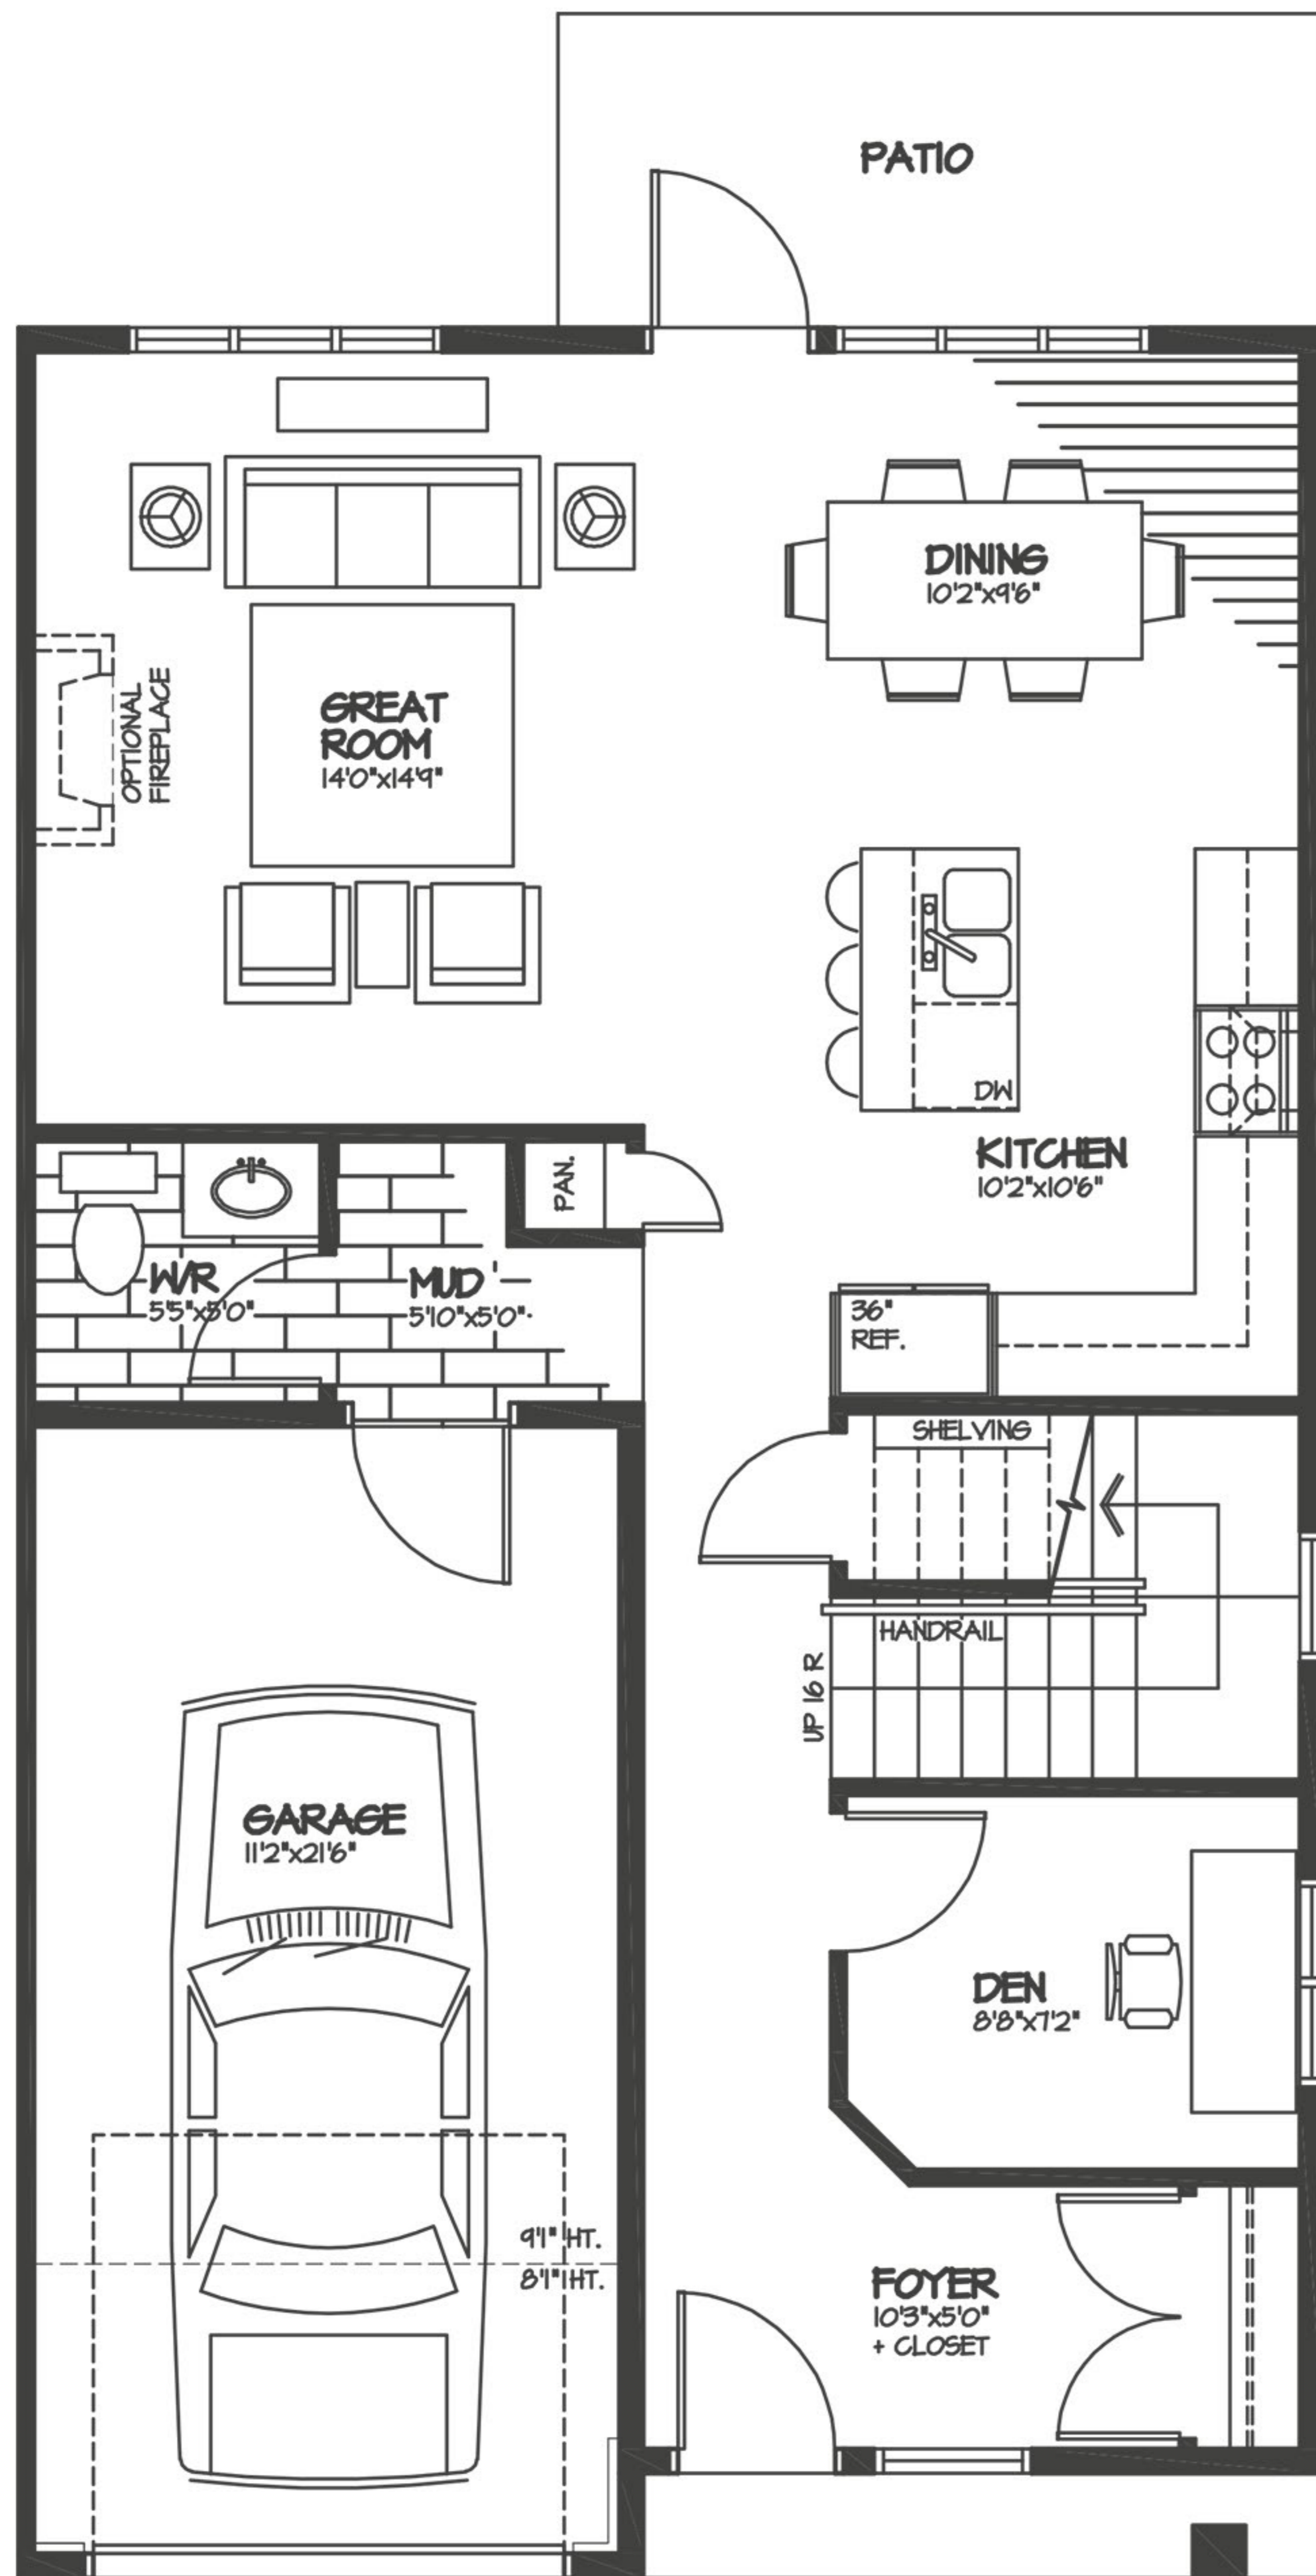 PATIO
DINING
10'2"x9'6"
GREAT
ROOM
14'0"x14'9"
OPTIONAL
FIREPLACE
DW
KITCHEN
10'2"x10'6"
PAN.
W/R
5'5"x5'0"
MUD
5'10"x5'0"
36"
REF.
SHELVING
HANDRAIL
UP 16 R
GARAGE
11'2"x21'6"
DEN
8'8"x7'2"
9'1" HT.
8'1" HT.
FOYER
10'3"x5'0"
+ CLOSET